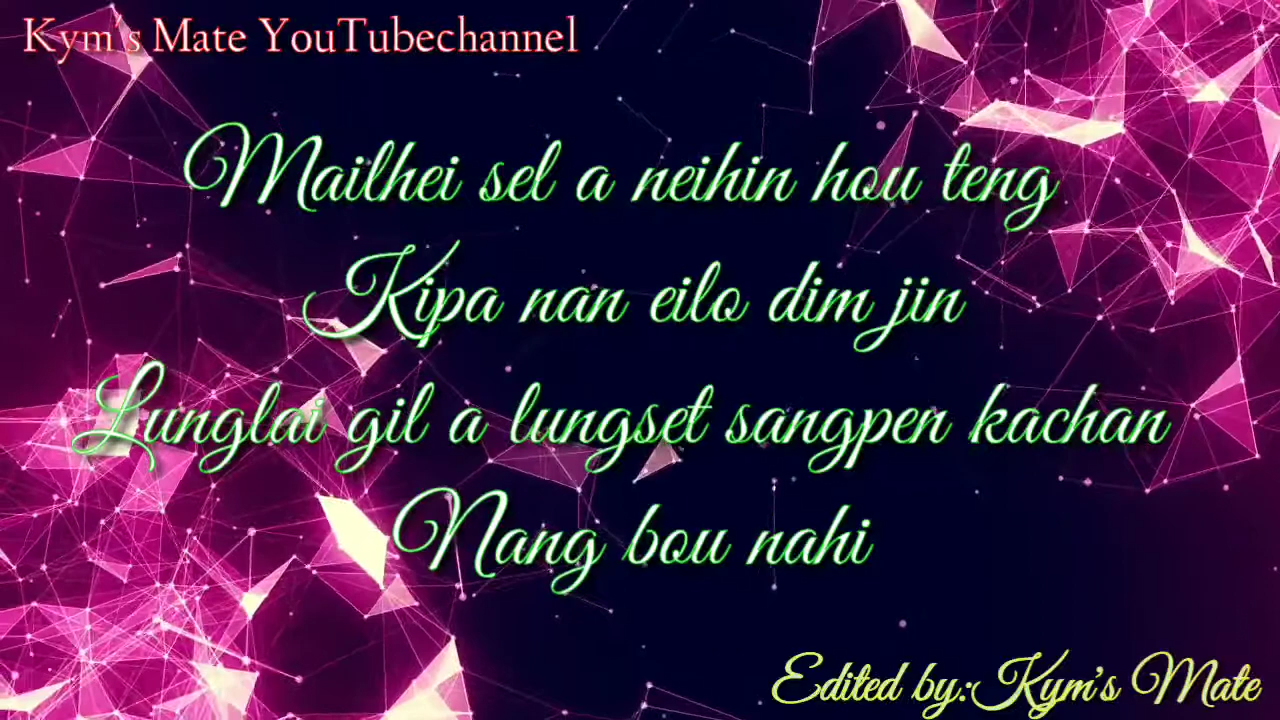 Kym's Mate YouTubechannel
Mailhei sel a neihin hou teng
Kipa nan eilo dim jin
Lunglai gil a lungset sangpen kachan
Nang bou nahi
Edited by:Kym's Mate